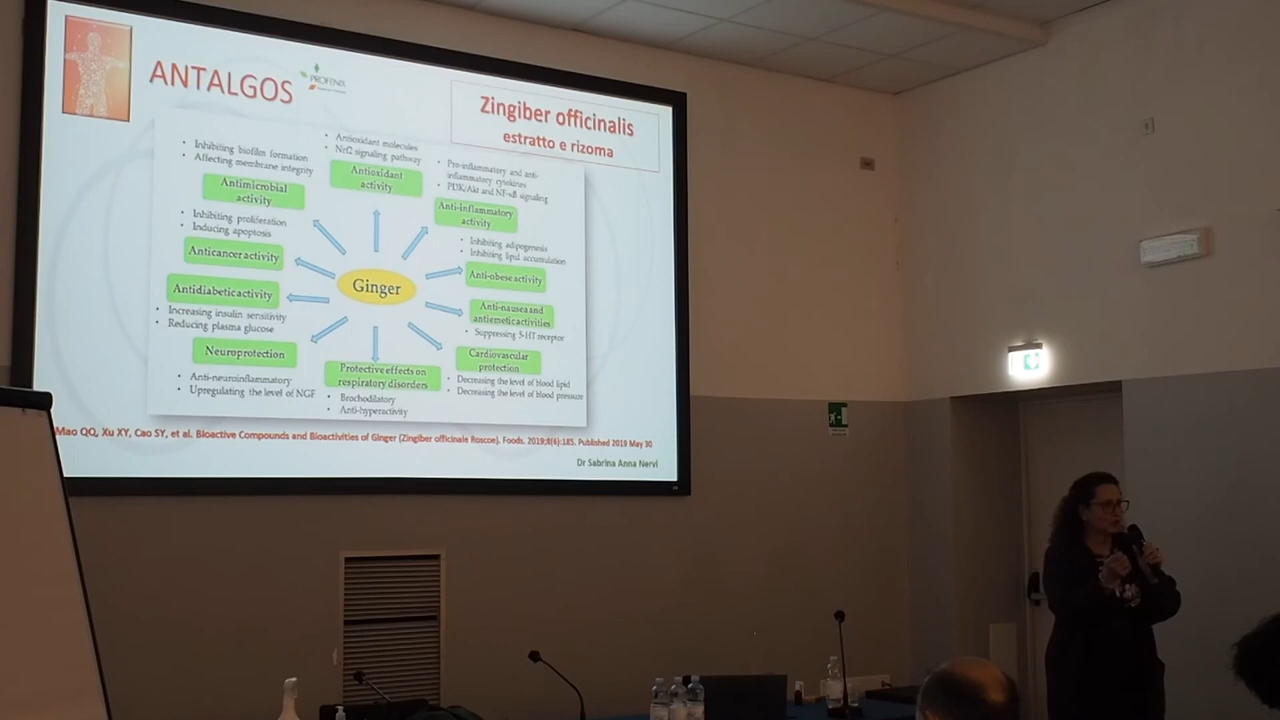 ANTALGOS
PROFENIX
Zingiber officinalis
estratto e rizoma
Inhibiting biofilm formation
Affecting membrane integrity
Antimicrobial
activity
Antioxidant molecules
Nrf2 signaling pathway
Antioxidant
activity
Pro-inflammatory and anti-
inflammatory cytokines
PI3K/Akt and NF-κB signaling
Anti-inflammatory
activity
Inhibiting proliferation
Inducing apoptosis
Anticancer activity
Inhibiting adipogenesis
Inhibiting lipid accumulation
Anti-obese activity
Ginger
Antidiabetic activity
Increasing insulin sensitivity
Reducing plasma glucose
Anti-nausea and
antiemetic activities
Suppressing 5-HT receptor
Neuroprotection
Anti-neuroinflammatory
Upregulating the level of NGF
Protective effects on
respiratory disorders
Brochodilatory
Anti-hyperactivity
Cardiovascular
protection
Decreasing the level of blood lipid
Decreasing the level of blood pressure
Mao QQ, Xu XY, Cao SY, et al. Bioactive Compounds and Bioactivities of Ginger (Zingiber officinale Roscoe). Foods. 2019;8(6):185. Published 2019 May 30
Dr Sabrina Anna Nervi